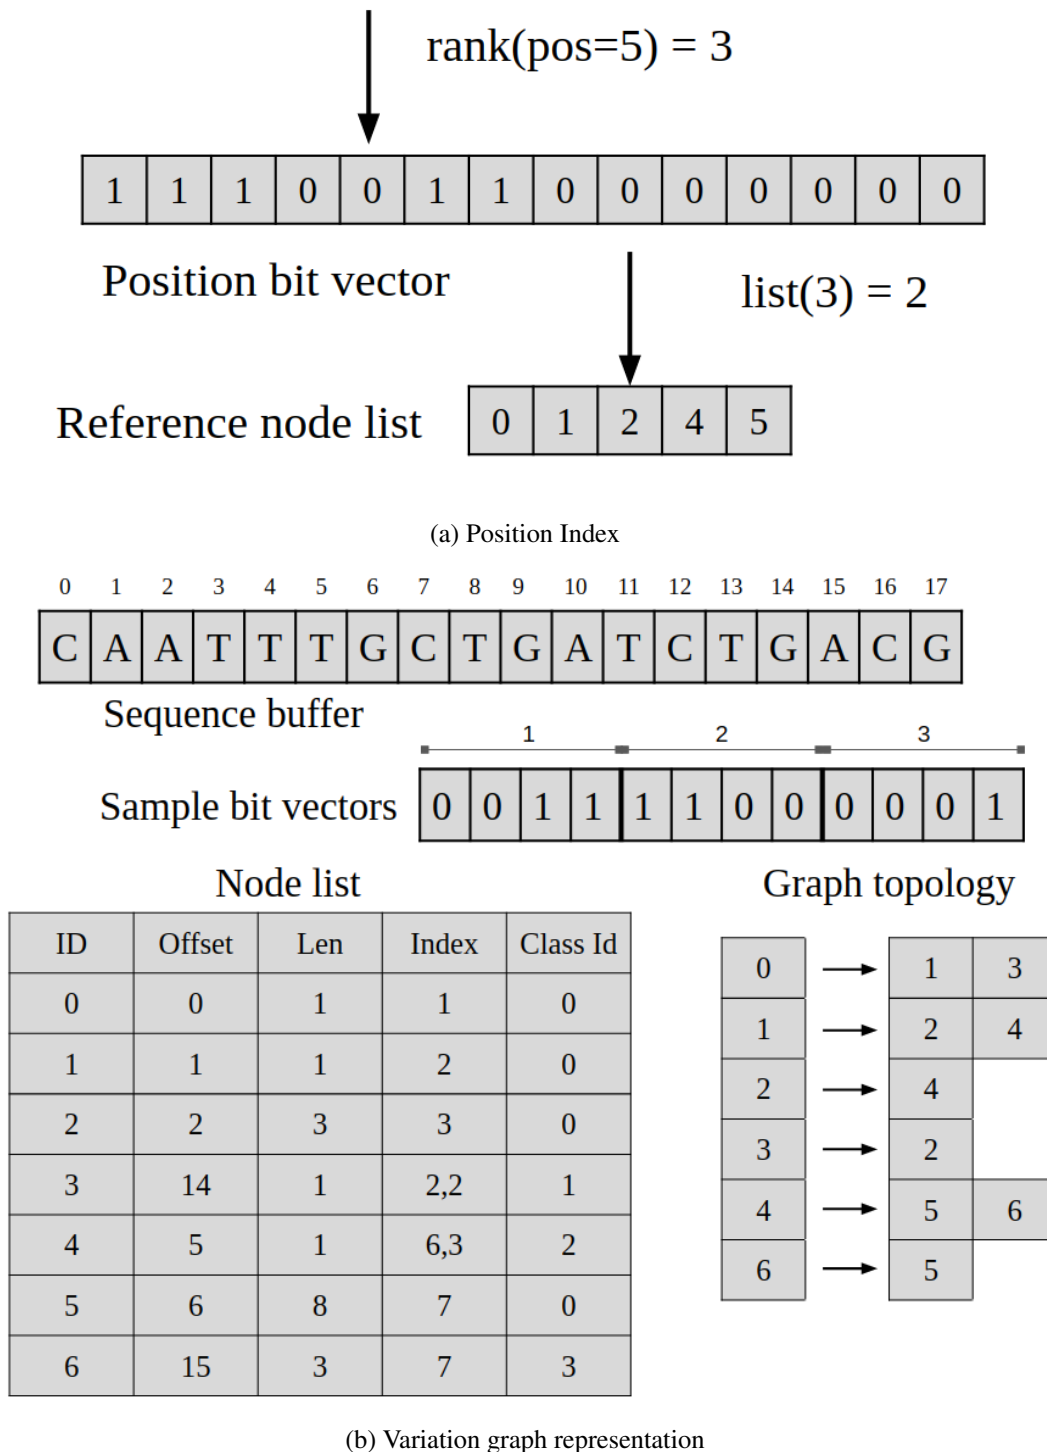 rank(pos=5) = 3
1 1 1 0 0 1 1 0 0 0 0 0 0 0
Position bit vector
list(3) = 2
Reference node list 0 1 2 4 5
(a) Position Index
0 1 2 3 4 5 6 7 8 9 10 11 12 13 14 15 16 17
C A A T T T G C T G A T C T G A C G
Sequence buffer
1 2 3
Sample bit vectors 0 0 1 1 1 1 0 0 0 0 0 1
Node list
ID Offset Len Index Class Id
0 0 1 1 0
1 1 1 2 0
2 2 3 3 0
3 14 1 2,2 1
4 5 1 6,3 2
5 6 8 7 0
6 15 3 7 3
Graph topology
0 1 3
1 2 4
2 4
3 2
4 5 6
6 5
(b) Variation graph representation